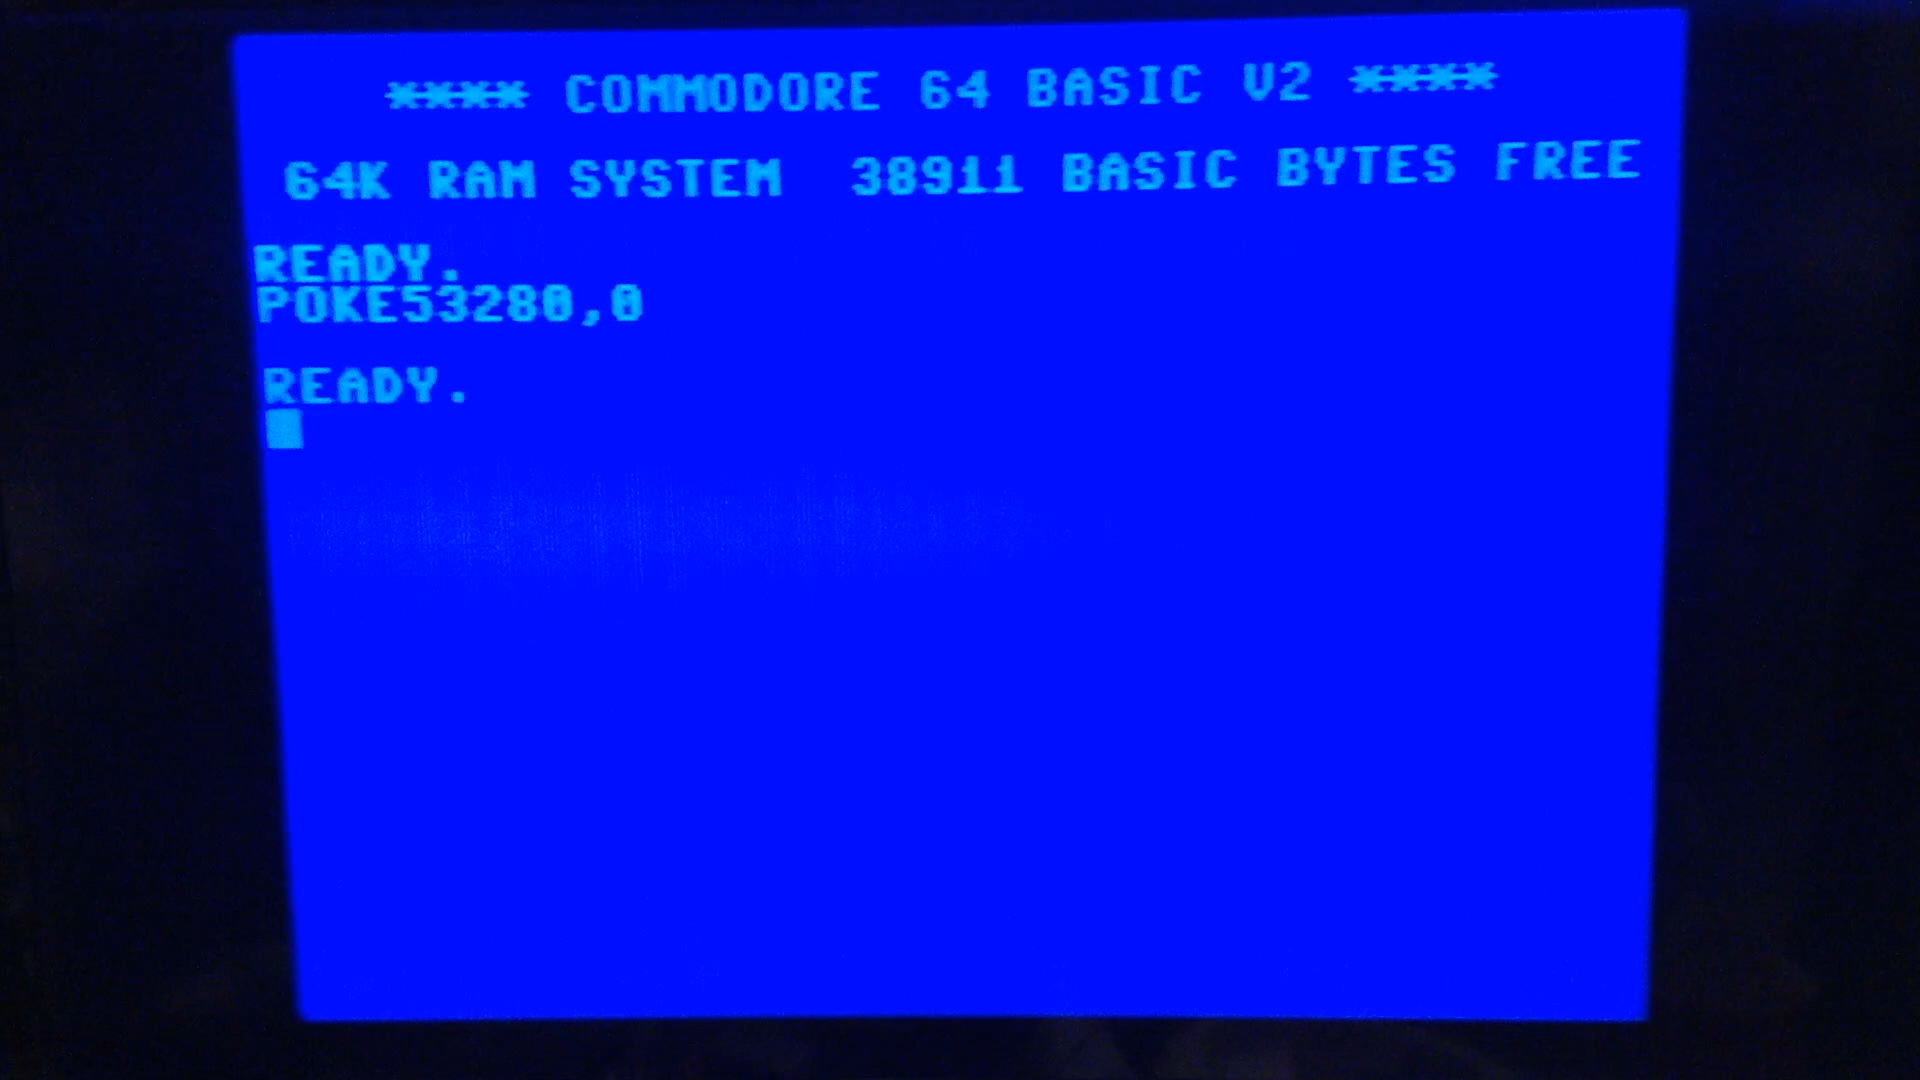 **** COMMODORE 64 BASIC V2 ****
64K RAM SYSTEM  38911 BASIC BYTES FREE
READY.
POKE53280,0
READY.